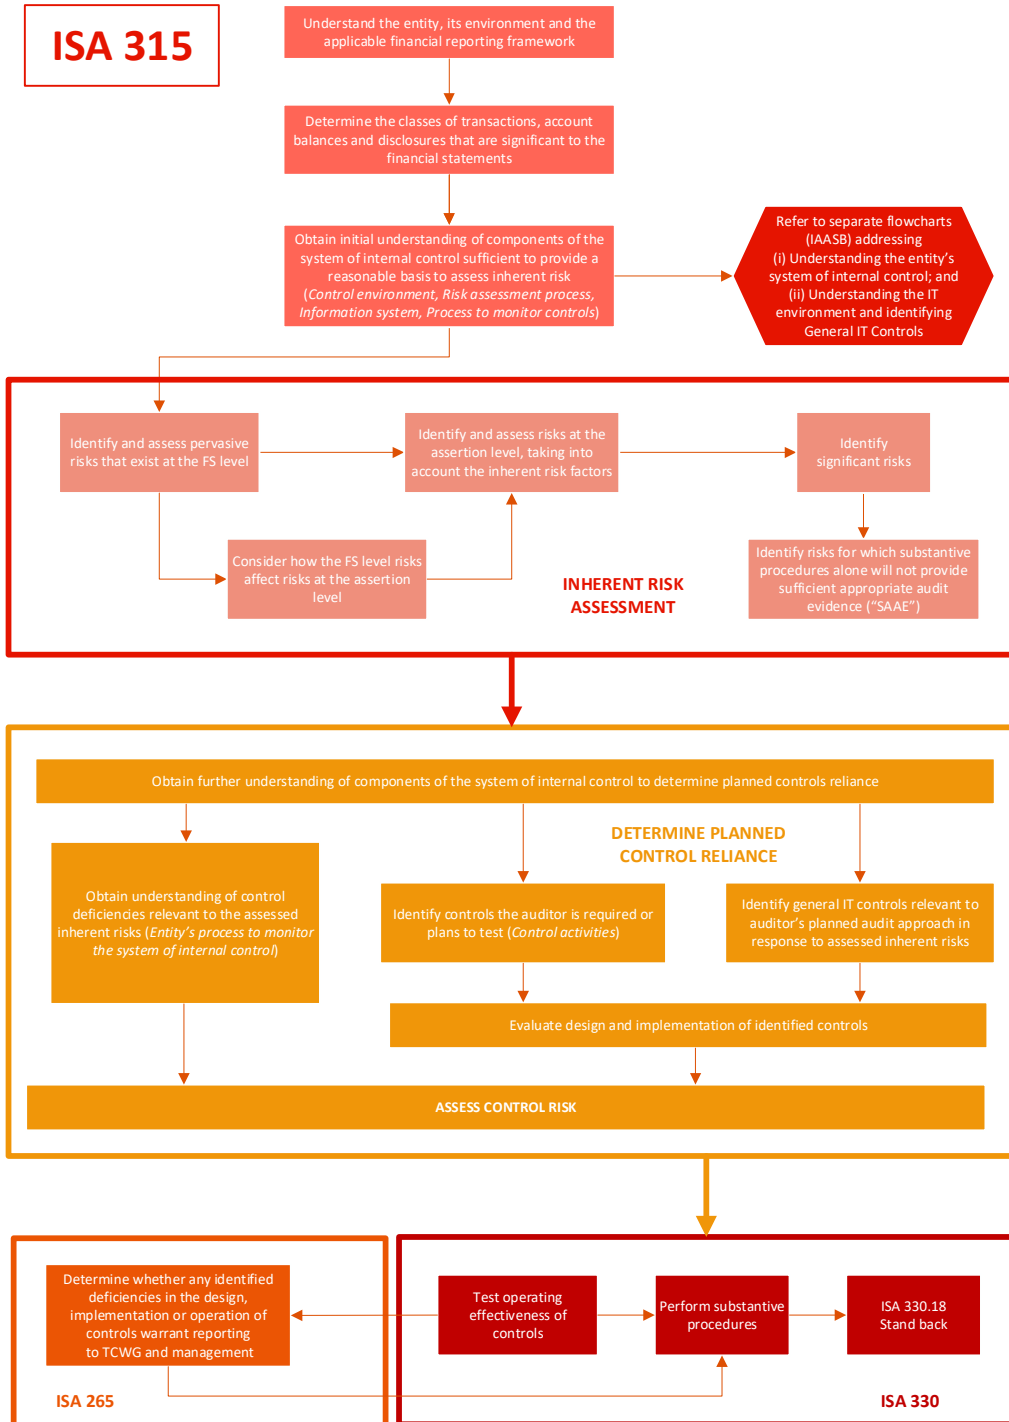 ISA 315
Understand the entity, its environment and the
applicable financial reporting framework
Determine the classes of transactions, account
balances and disclosures that are significant to the
financial statements
Obtain initial understanding of components of the
system of internal control sufficient to provide a
reasonable basis to assess inherent risk
(Control environment, Risk assessment process,
Information system, Process to monitor controls)
Refer to separate flowcharts
(IAASB) addressing
(i) Understanding the entity's
system of internal control; and
(ii) Understanding the IT
environment and identifying
General IT Controls
Identify and assess pervasive
risks that exist at the FS level
Identify and assess risks at the
assertion level, taking into
account the inherent risk factors
Identify
significant risks
Consider how the FS level risks
affect risks at the assertion
level
INHERENT RISK
ASSESSMENT
Identify risks for which substantive
procedures alone will not provide
sufficient appropriate audit
evidence (“SAAE”)
Obtain further understanding of components of the system of internal control to determine planned controls reliance
DETERMINE PLANNED
CONTROL RELIANCE
Obtain understanding of control
deficiencies relevant to the assessed
inherent risks (Entity's process to monitor
the system of internal control)
Identify controls the auditor is required or
plans to test (Control activities)
Identify general IT controls relevant to
auditor's planned audit approach in
response to assessed inherent risks
Evaluate design and implementation of identified controls
ASSESS CONTROL RISK
Determine whether any identified
deficiencies in the design,
implementation or operation of
controls warrant reporting
to TCWG and management
ISA 265
Test operating
effectiveness of
controls
Perform substantive
procedures
ISA 330.18
Stand back
ISA 330